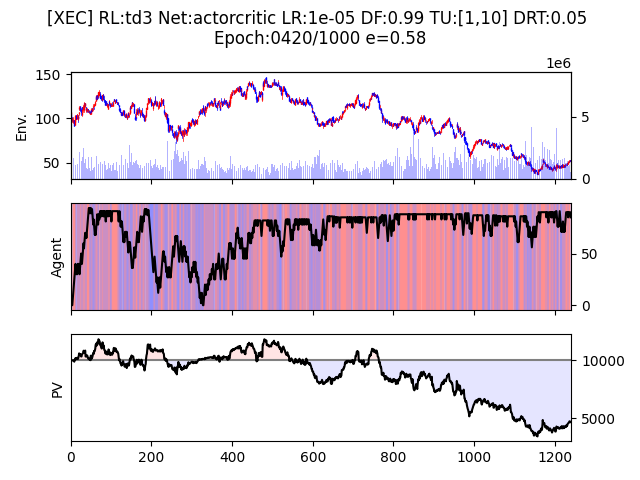 [XEC] RL:td3 Net:actorcritic LR:1e-05 DF:0.99 TU:[1,10] DRT:0.05
Epoch:0420/1000 e=0.58
1e6
150
100
50
Env.
5
0
Agent
50
0
PV
10000
5000
0 200 400 600 800 1000 1200